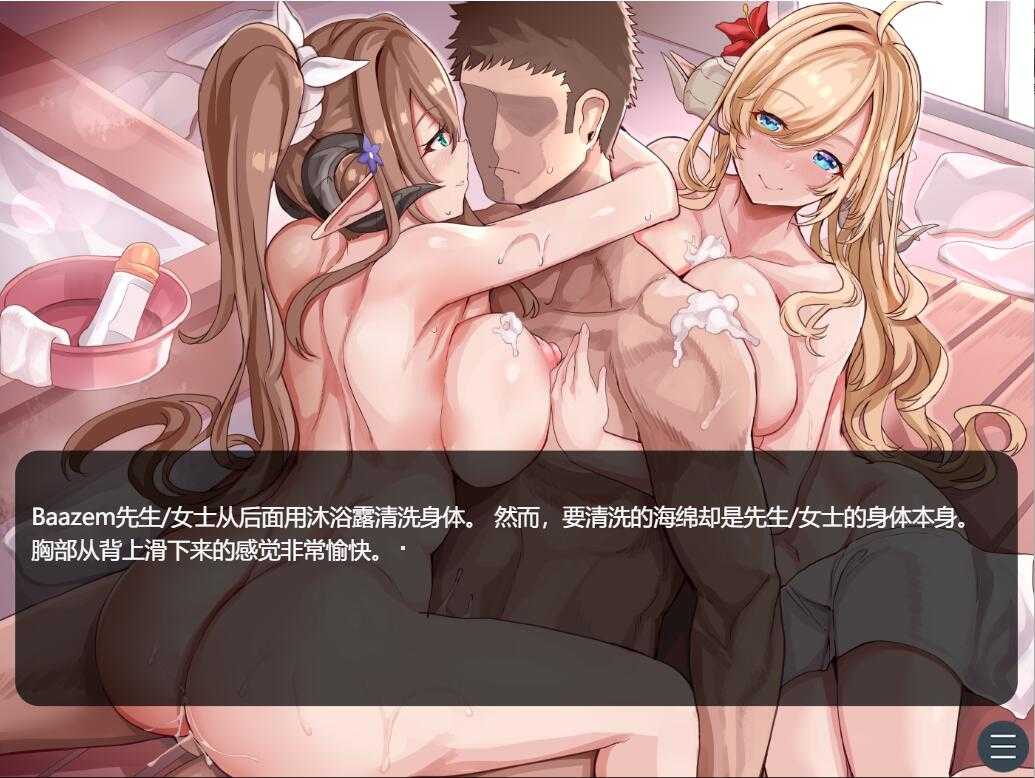 Baazem先生/女士从后面用沐浴露清洗身体。 然而，要清洗的海绵却是先生/女士的身体本身。
胸部从背上滑下来的感觉非常愉快。